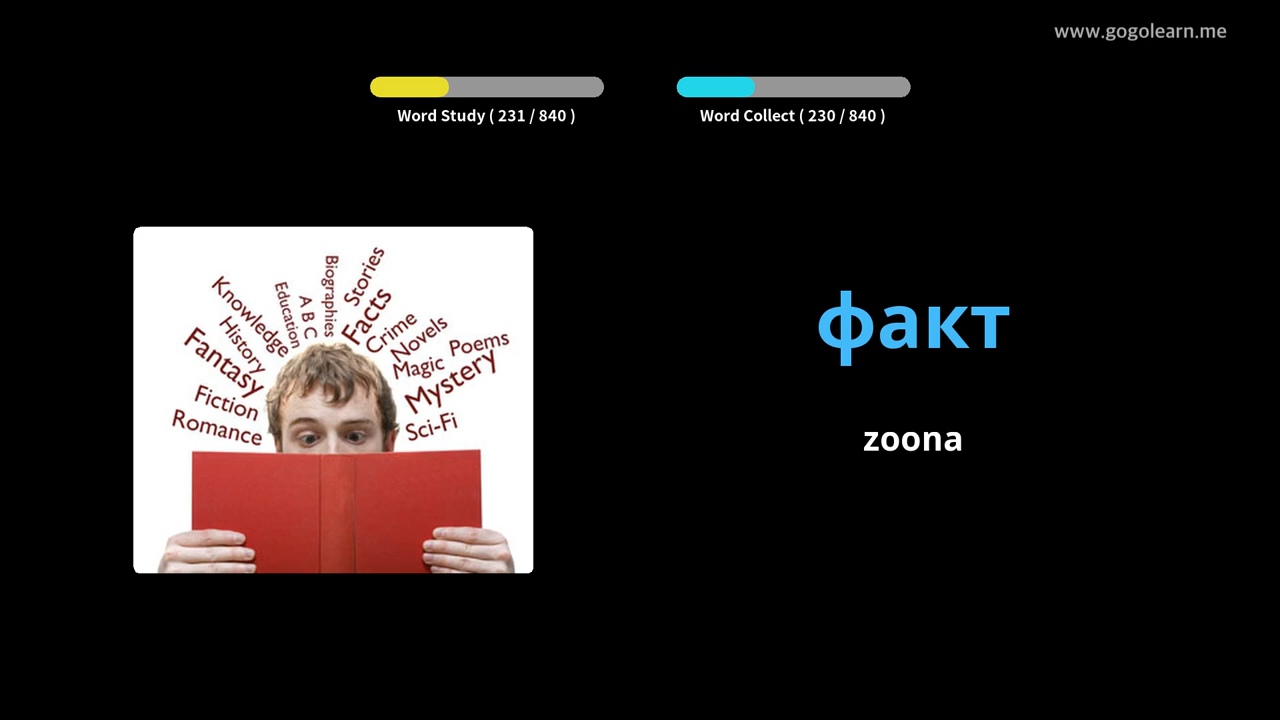 www.gogolearn.me
Word Study ( 231 / 840 )
Word Collect ( 230 / 840 )
Knowledge
History
Fantasy
Fiction
Romance
Education
A B C
Biographies
Stories
Facts
Crime
Novels
Magic
Poems
Mystery
Sci-Fi
факт
zoona